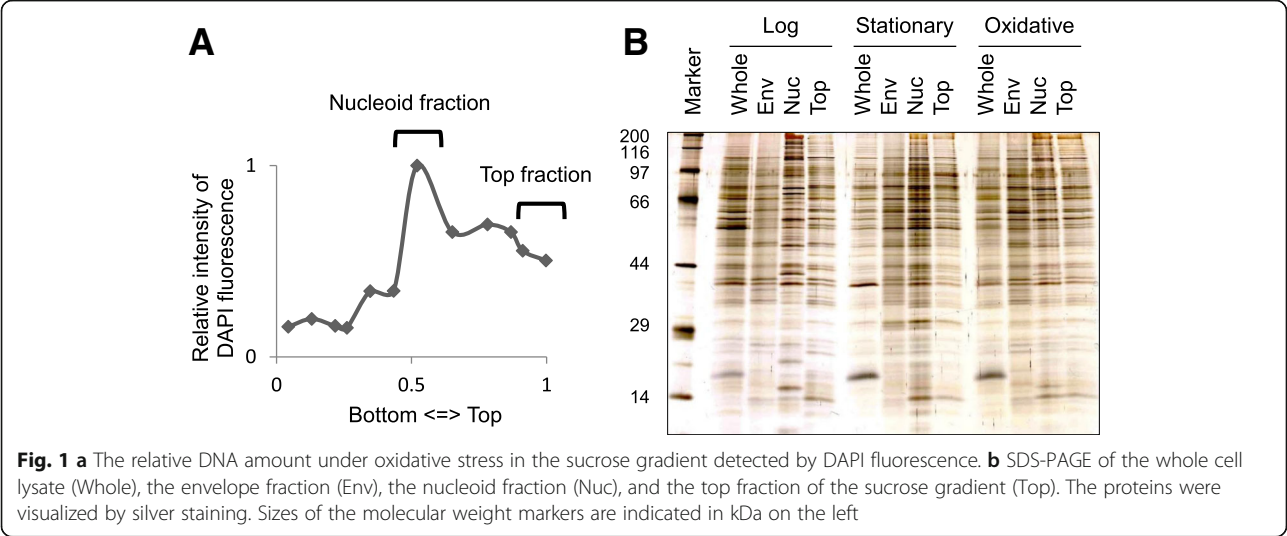 A
Nucleoid fraction
Top fraction
Relative intensity of
DAPI fluorescence
1
0
0
0.5
1
Bottom <=> Top
B
Log
Stationary
Oxidative
Marker
Whole
Env
Nuc
Top
Whole
Env
Nuc
Top
Whole
Env
Nuc
Top
200
116
97
66
44
29
14
Fig. 1 a The relative DNA amount under oxidative stress in the sucrose gradient detected by DAPI fluorescence. b SDS-PAGE of the whole cell
lysate (Whole), the envelope fraction (Env), the nucleoid fraction (Nuc), and the top fraction of the sucrose gradient (Top). The proteins were
visualized by silver staining. Sizes of the molecular weight markers are indicated in kDa on the left